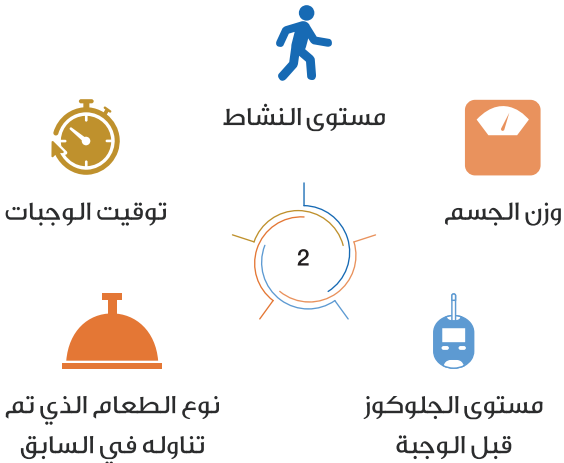 مستوى النشاط
وزن الجسم
توقيت الوجبات
2
مستوى الجلوكوز
قبل الوجبة
نوع الطعام الذي تم
تناوله في السابق